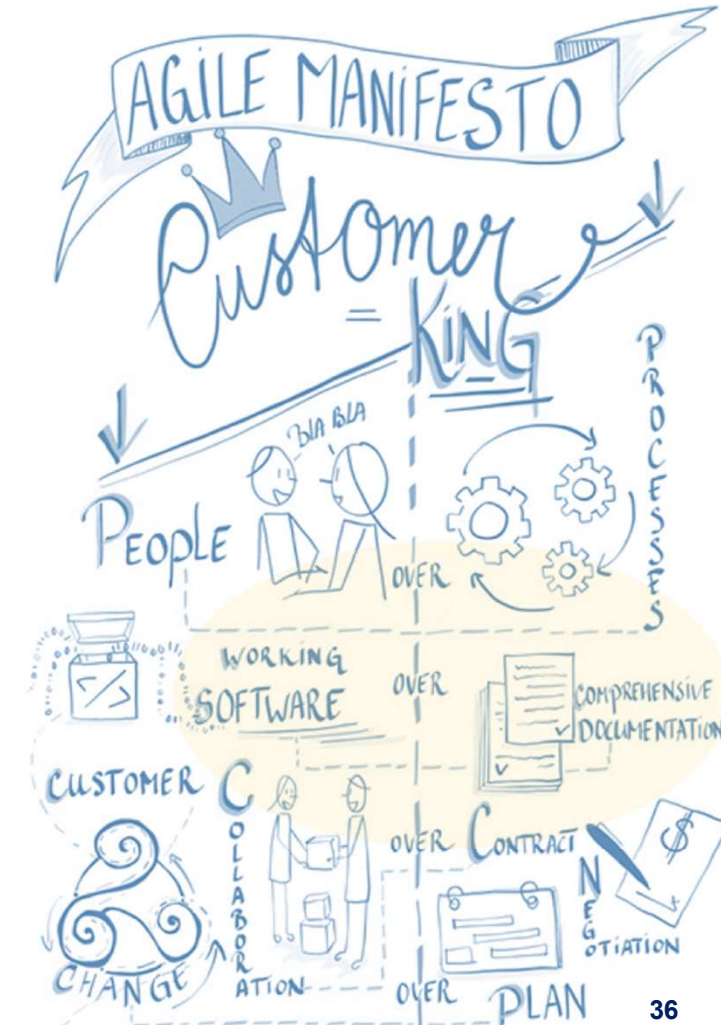 AGiLE MANiFESTO
Customer
=
KiNG
BLA BLA
PEOPLE
OVER
PROCESSES
WORKiNG
SOFTWARE
OVER
COMPREHENSIVE
DOCUMENTATION
</>
CUSTOMER
COLLABORATION
OVER
CONTRACT
NEGOTIATION
$
CHANGE
OVER
PLAN
36